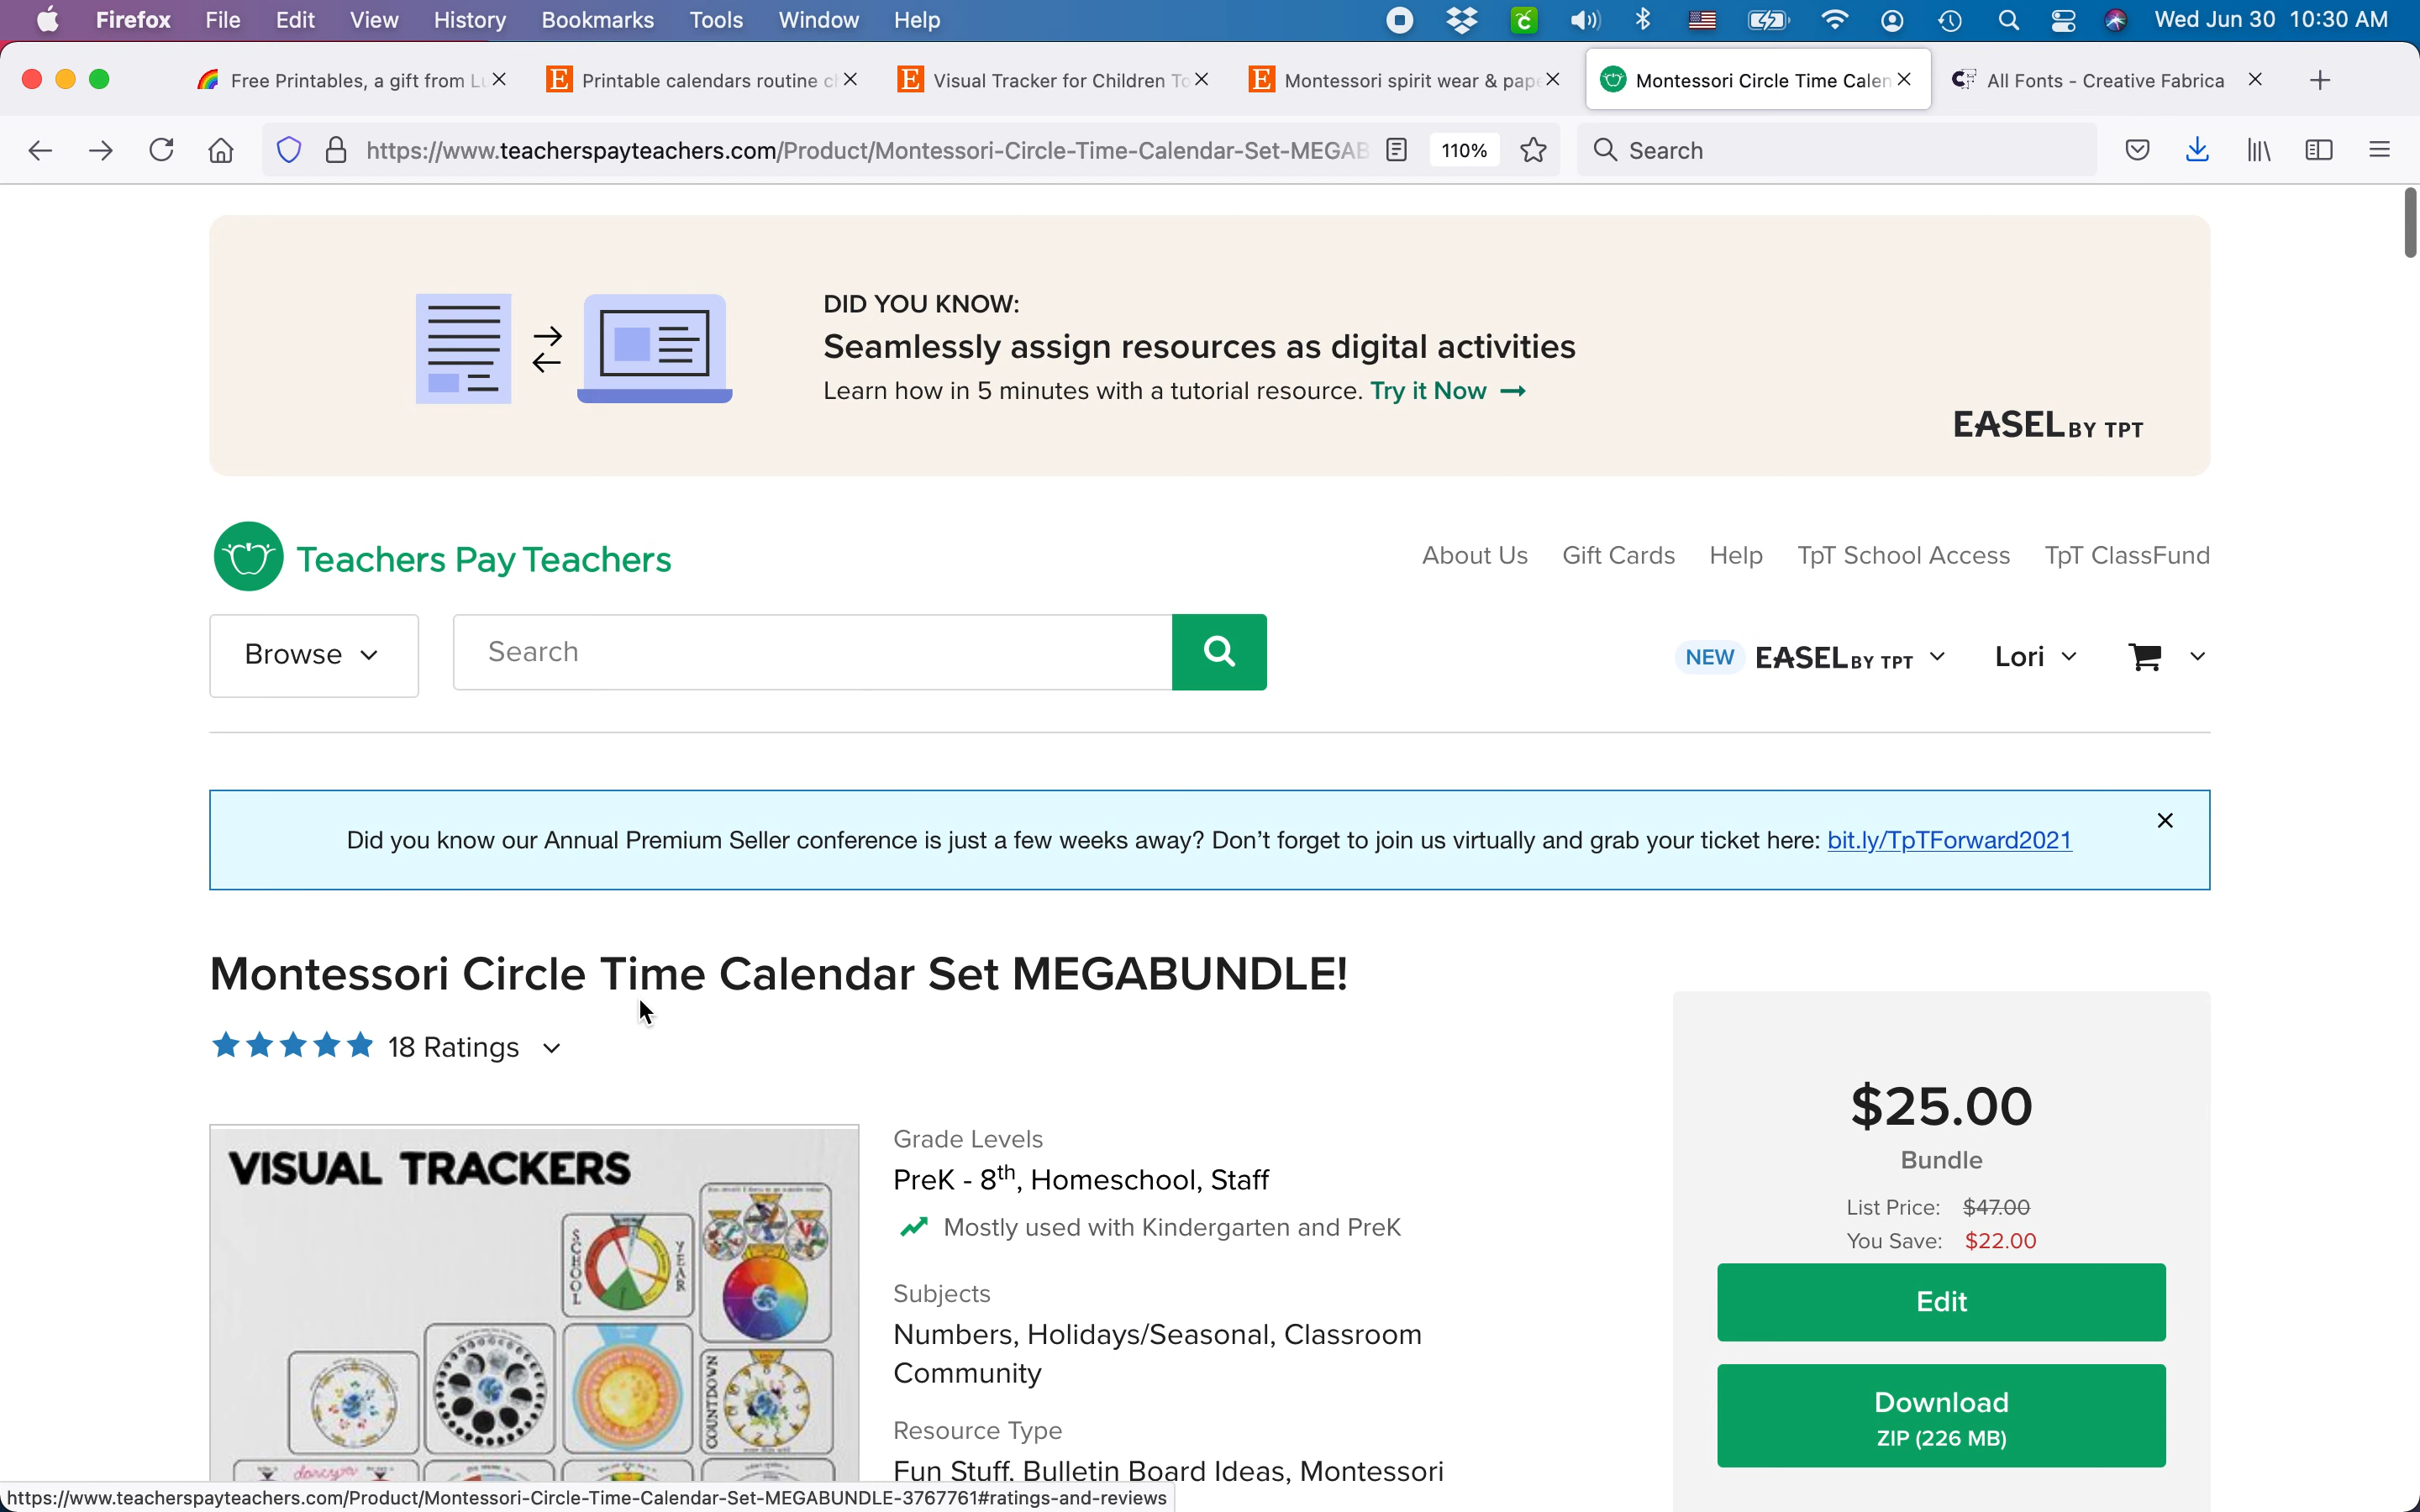 Firefox File Edit View History Bookmarks Tools Window Help Wed Jun 30 10:30 AM
Free Printables, a gift from Lu Printable calendars routine ch Visual Tracker for Children To Montessori spirit wear & pape Montessori Circle Time Calen All Fonts - Creative Fabrica
https://www.teacherspayteachers.com/Product/Montessori-Circle-Time-Calendar-Set-MEGAB 110% Search
DID YOU KNOW:
Seamlessly assign resources as digital activities
Learn how in 5 minutes with a tutorial resource. Try it Now →
EASEL BY TPT
Teachers Pay Teachers
About Us Gift Cards Help TpT School Access TpT ClassFund
Browse Search NEW EASEL BY TPT Lori
Did you know our Annual Premium Seller conference is just a few weeks away? Don't forget to join us virtually and grab your ticket here: bit.ly/TpTForward2021
Montessori Circle Time Calendar Set MEGABUNDLE!
18 Ratings
VISUAL TRACKERS
SCHOOL YEAR
COUNTDOWN
darcym
Grade Levels
PreK - 8th, Homeschool, Staff
Mostly used with Kindergarten and PreK
Subjects
Numbers, Holidays/Seasonal, Classroom
Community
Resource Type
Fun Stuff, Bulletin Board Ideas, Montessori
$25.00
Bundle
List Price: $47.00
You Save: $22.00
Edit
Download
ZIP (226 MB)
https://www.teacherspayteachers.com/Product/Montessori-Circle-Time-Calendar-Set-MEGABUNDLE-3767761#ratings-and-reviews